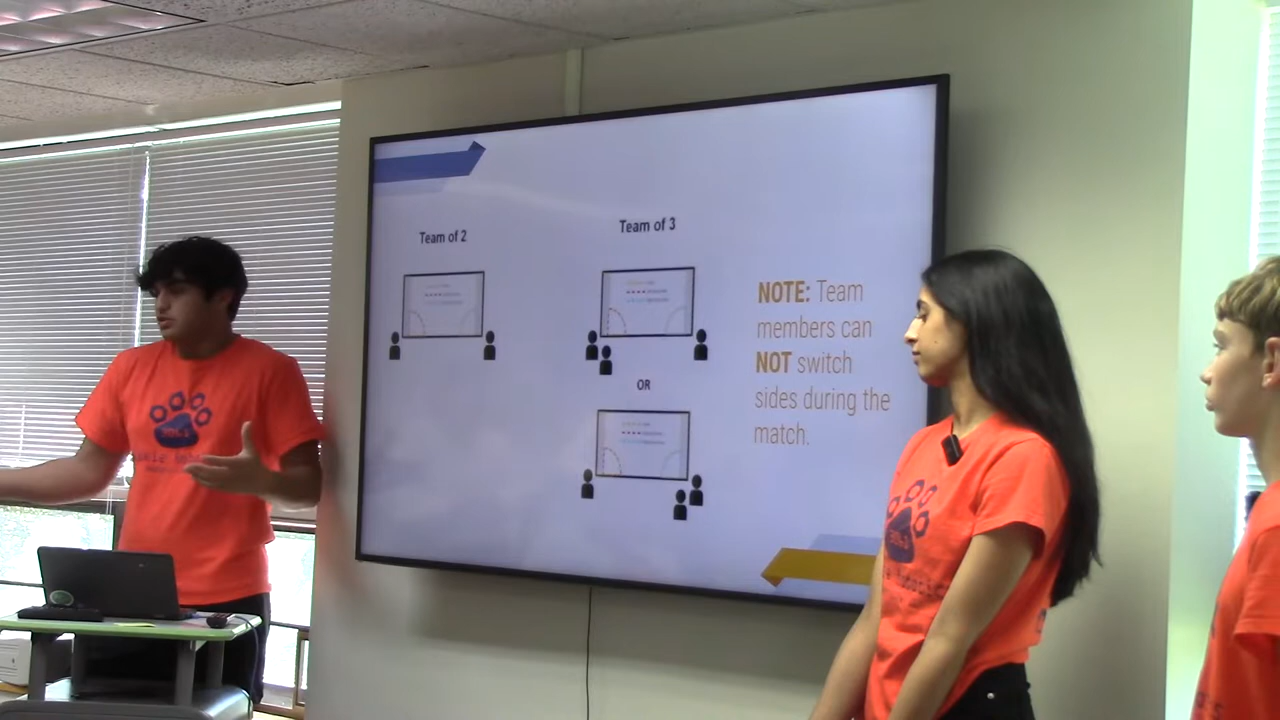 Team of 2
Team of 3
OR
NOTE: Team
members can
NOT switch
sides during the
match.